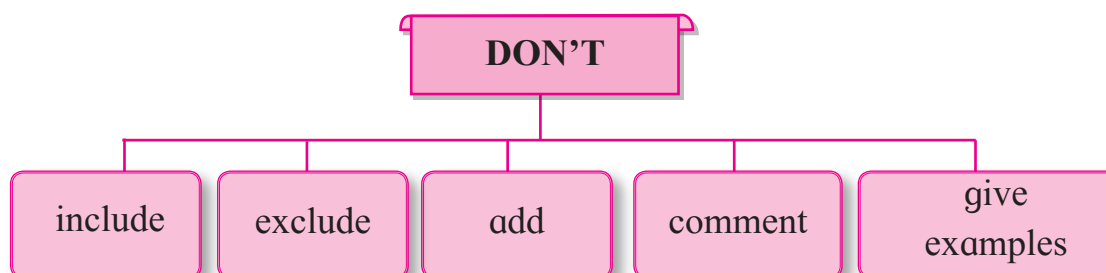 DON’T
include
exclude
add
comment
give
examples